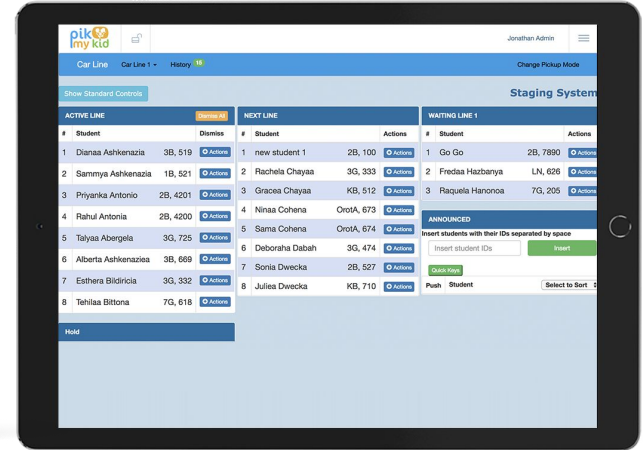 pik
my kid
Jonathan Admin
Car Line
Car Line 1
History
16
Change Pickup Mode
Show Standard Controls
Staging System
ACTIVE LINE
Dismiss All
# Student Dismiss
1 Dianaa Ashkenazia 3B, 519 Actions
2 Sammya Ashkenazia 1B, 521 Actions
3 Priyanka Antonio 2B, 4201 Actions
4 Rahul Antonia 2B, 4200 Actions
5 Talyaa Abergela 3G, 725 Actions
6 Alberta Ashkenaziea 3B, 669 Actions
7 Esthera Bildiricia 3G, 332 Actions
8 Tehilaa Bittona 7G, 618 Actions
Hold
NEXT LINE
# Student Actions
1 new student 1 2B, 100 Actions
2 Rachela Chayaa 3G, 333 Actions
3 Gracea Chayaa KB, 512 Actions
4 Ninaa Cohena OrotA, 673 Actions
5 Sama Cohena OrotA, 674 Actions
6 Deboraha Dabah 3G, 474 Actions
7 Sonia Dwecka 2B, 527 Actions
8 Juliea Dwecka KB, 710 Actions
WAITING LINE 1
# Student Actions
1 Go Go 2B, 7890 Actions
2 Fredaa Hazbanya LN, 626 Actions
3 Raquela Hanonoa 7G, 205 Actions
ANNOUNCED
Insert students with their IDs separated by space
Insert student IDs Insert
Quick Keys
Push Student Select to Sort